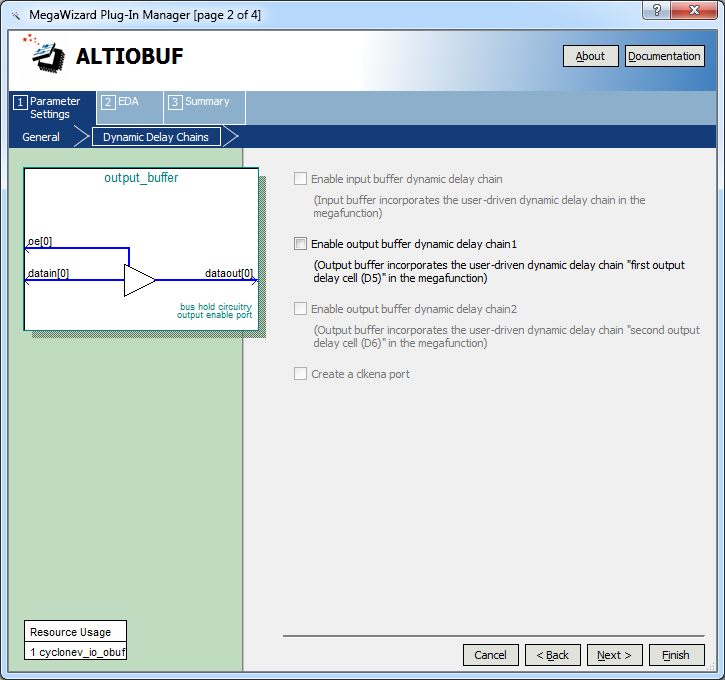 MegaWizard Plug-In Manager [page 2 of 4]
?
ALTIOBUF
About
Documentation
1 Parameter Settings
2 EDA
3 Summary
General
Dynamic Delay Chains
output_buffer
oe[0]
datain[0]
dataout[0]
bus hold circuitry
output enable port
Enable input buffer dynamic delay chain
(Input buffer incorporates the user-driven dynamic delay chain in the
megafunction)
Enable output buffer dynamic delay chain1
(Output buffer incorporates the user-driven dynamic delay chain "first output
delay cell (D5)" in the megafunction)
Enable output buffer dynamic delay chain2
(Output buffer incorporates the user-driven dynamic delay chain "second output
delay cell (D6)" in the megafunction)
Create a clkena port
Resource Usage
1 cyclonev_io_obuf
Cancel
< Back
Next >
Finish